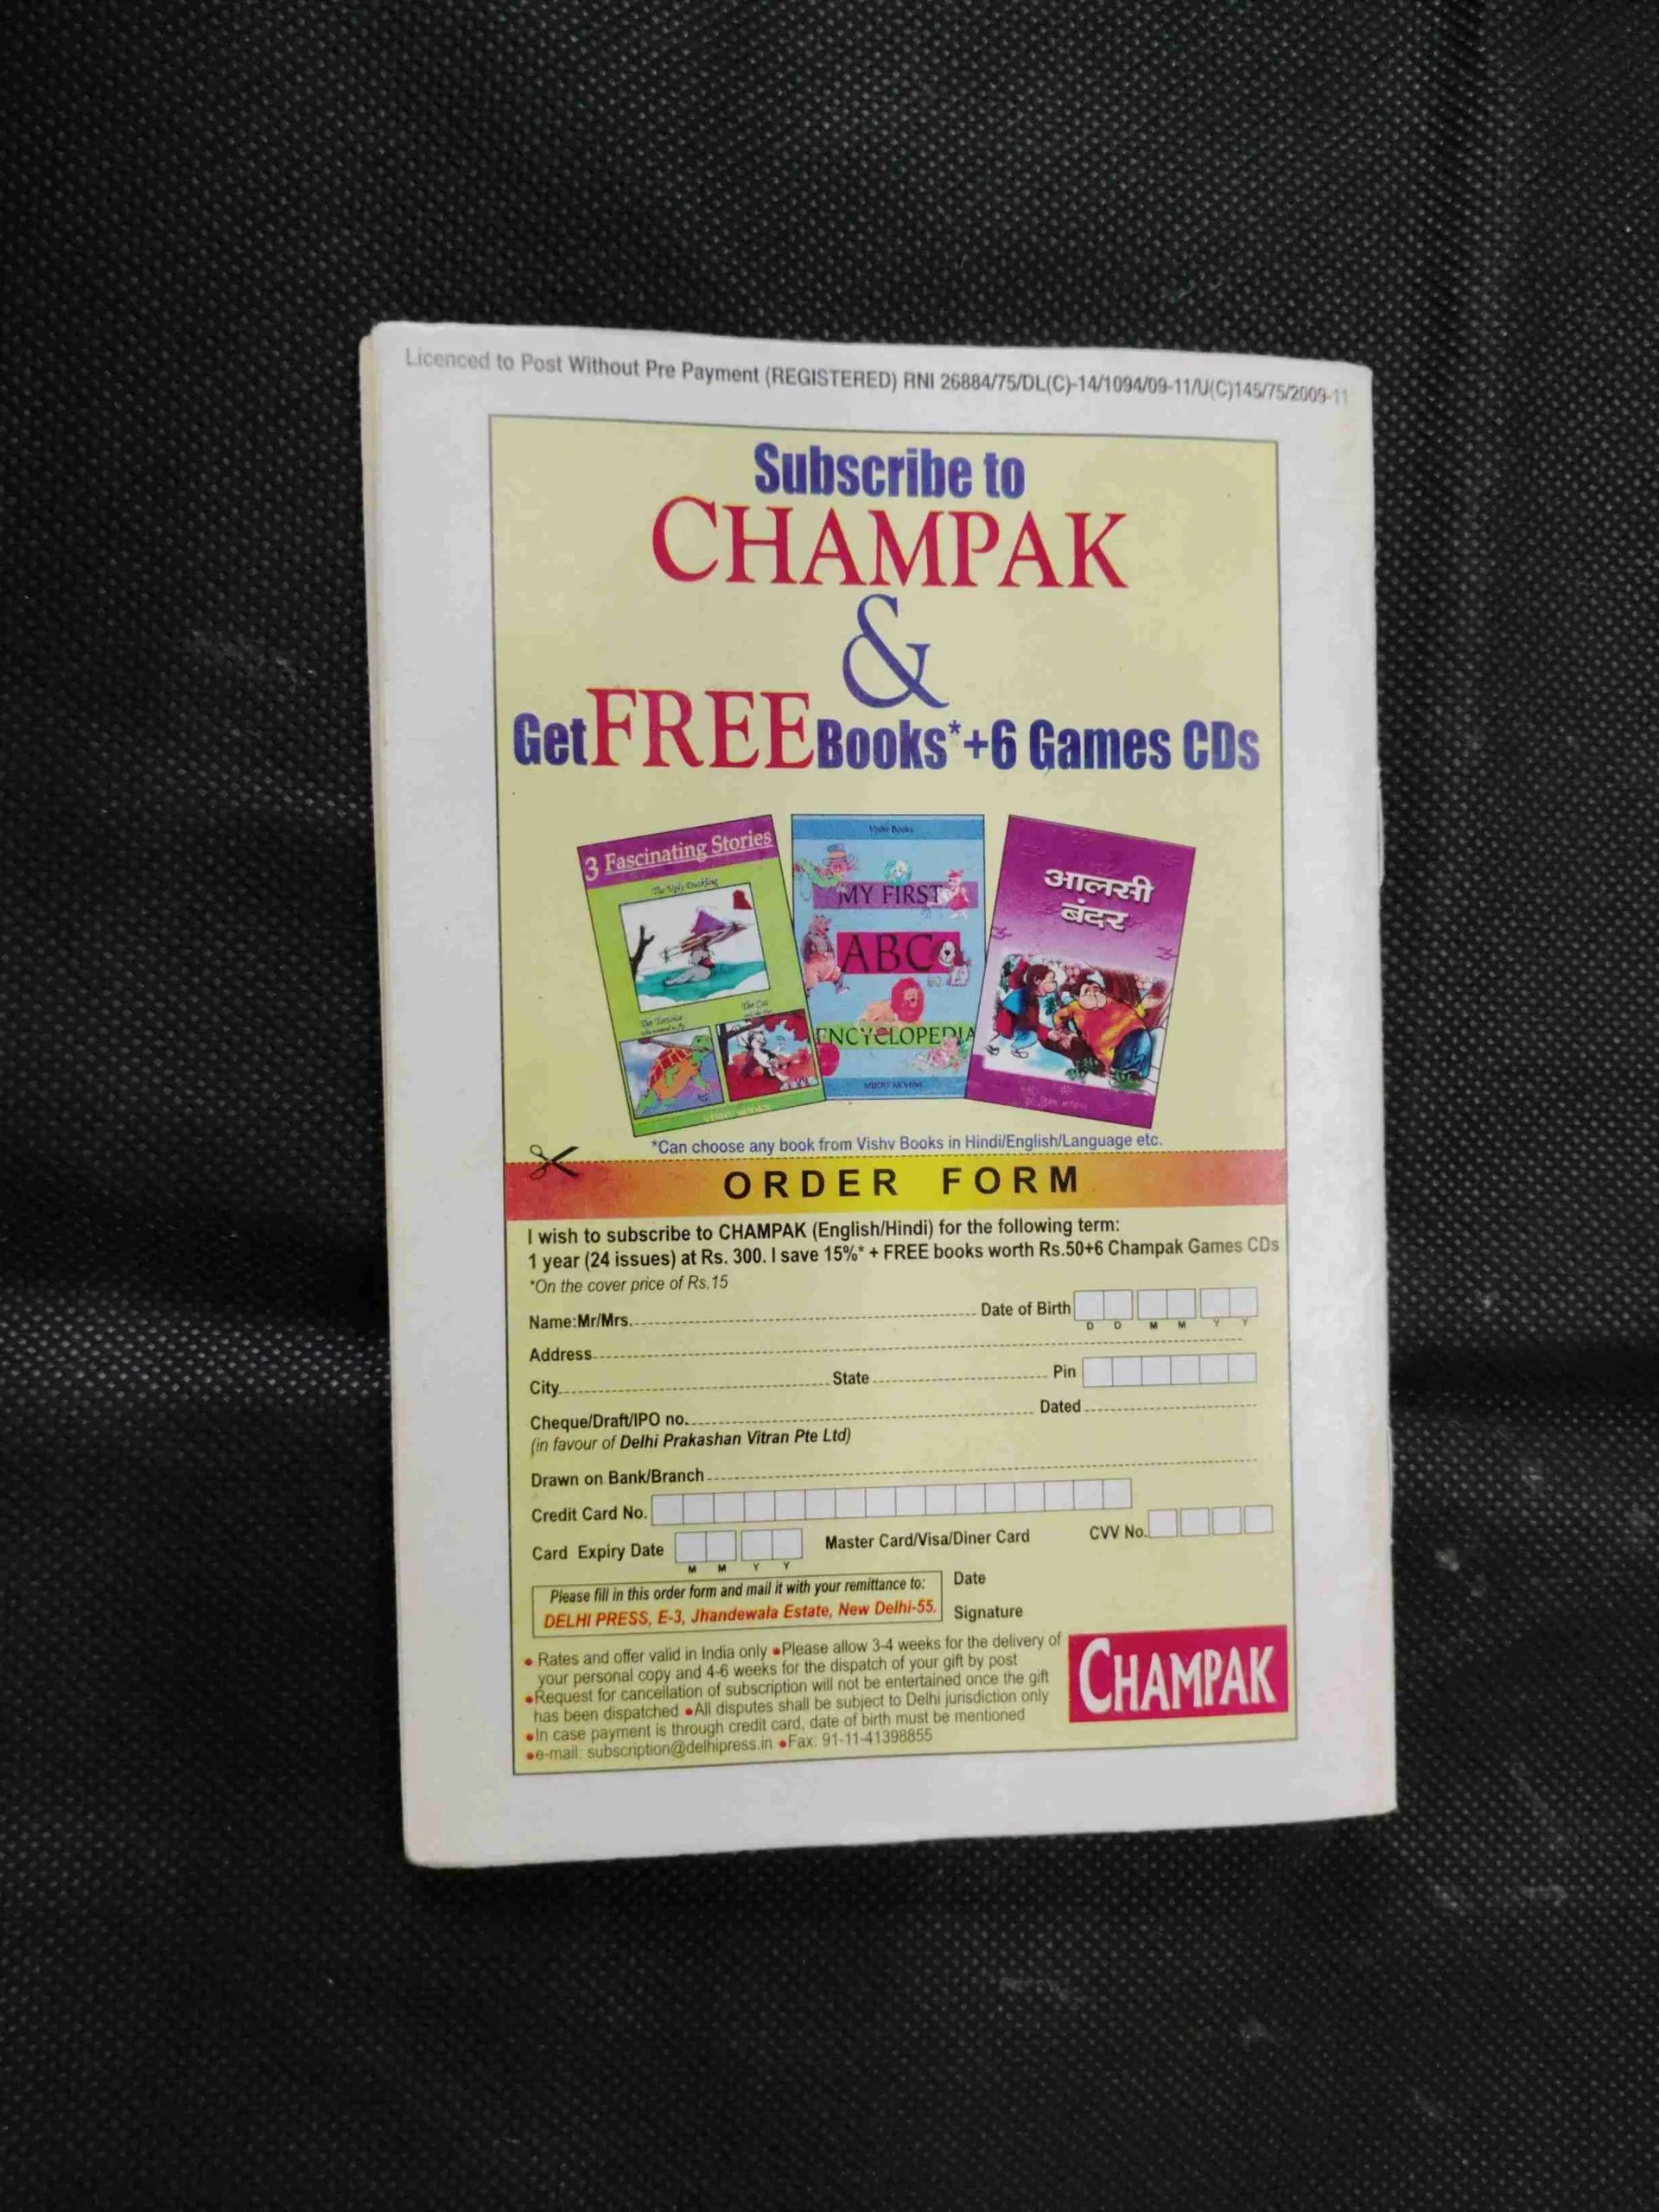 Licenced to Post Without Pre Payment (REGISTERED) RNI 26884/75/DL(C)-14/1094/09-11/U(C)145/75/2009-11
Subscribe to
CHAMPAK
&
Get FREE Books*+6 Games CDs
3 Fascinating Stories
The Ugly Duckling
The Tortoise
The Cat
Vishv Books
MY FIRST
ABC
ENCYCLOPEDIA
आलसी
बंदर
*Can choose any book from Vishv Books in Hindi/English/Language etc.
ORDER FORM
I wish to subscribe to CHAMPAK (English/Hindi) for the following term:
1 year (24 issues) at Rs. 300. I save 15%* + FREE books worth Rs.50+6 Champak Games CDs
*On the cover price of Rs.15
Name:Mr/Mrs. Date of Birth
D D M M Y Y
Address
City State Pin
Cheque/Draft/IPO no. Dated
(in favour of Delhi Prakashan Vitran Pte Ltd)
Drawn on Bank/Branch
Credit Card No.
Card Expiry Date Master Card/Visa/Diner Card CVV No.
M M Y Y
Please fill in this order form and mail it with your remittance to: Date
DELHI PRESS, E-3, Jhandewala Estate, New Delhi-55. Signature
• Rates and offer valid in India only •Please allow 3-4 weeks for the delivery of
your personal copy and 4-6 weeks for the dispatch of your gift by post
•Request for cancellation of subscription will not be entertained once the gift
has been dispatched •All disputes shall be subject to Delhi jurisdiction only
•In case payment is through credit card, date of birth must be mentioned
•e-mail: subscription@delhipress.in •Fax: 91-11-41398855
CHAMPAK